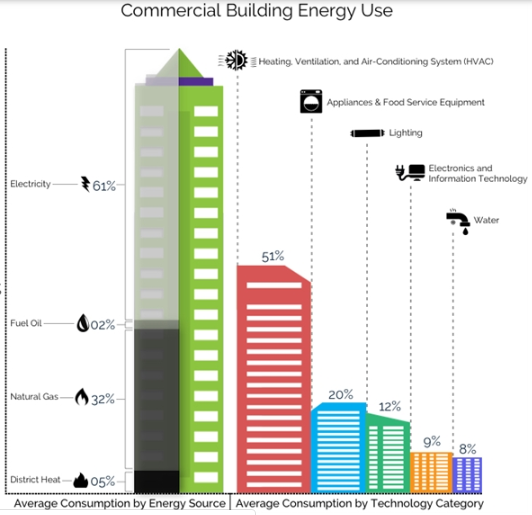 Commercial Building Energy Use
Heating, Ventilation, and Air-Conditioning System (HVAC)
Appliances & Food Service Equipment
Lighting
Electronics and
Information Technology
Water
Electricity 61%
Fuel Oil 02%
Natural Gas 32%
District Heat 05%
51%
20%
12%
9%
8%
Average Consumption by Energy Source
Average Consumption by Technology Category